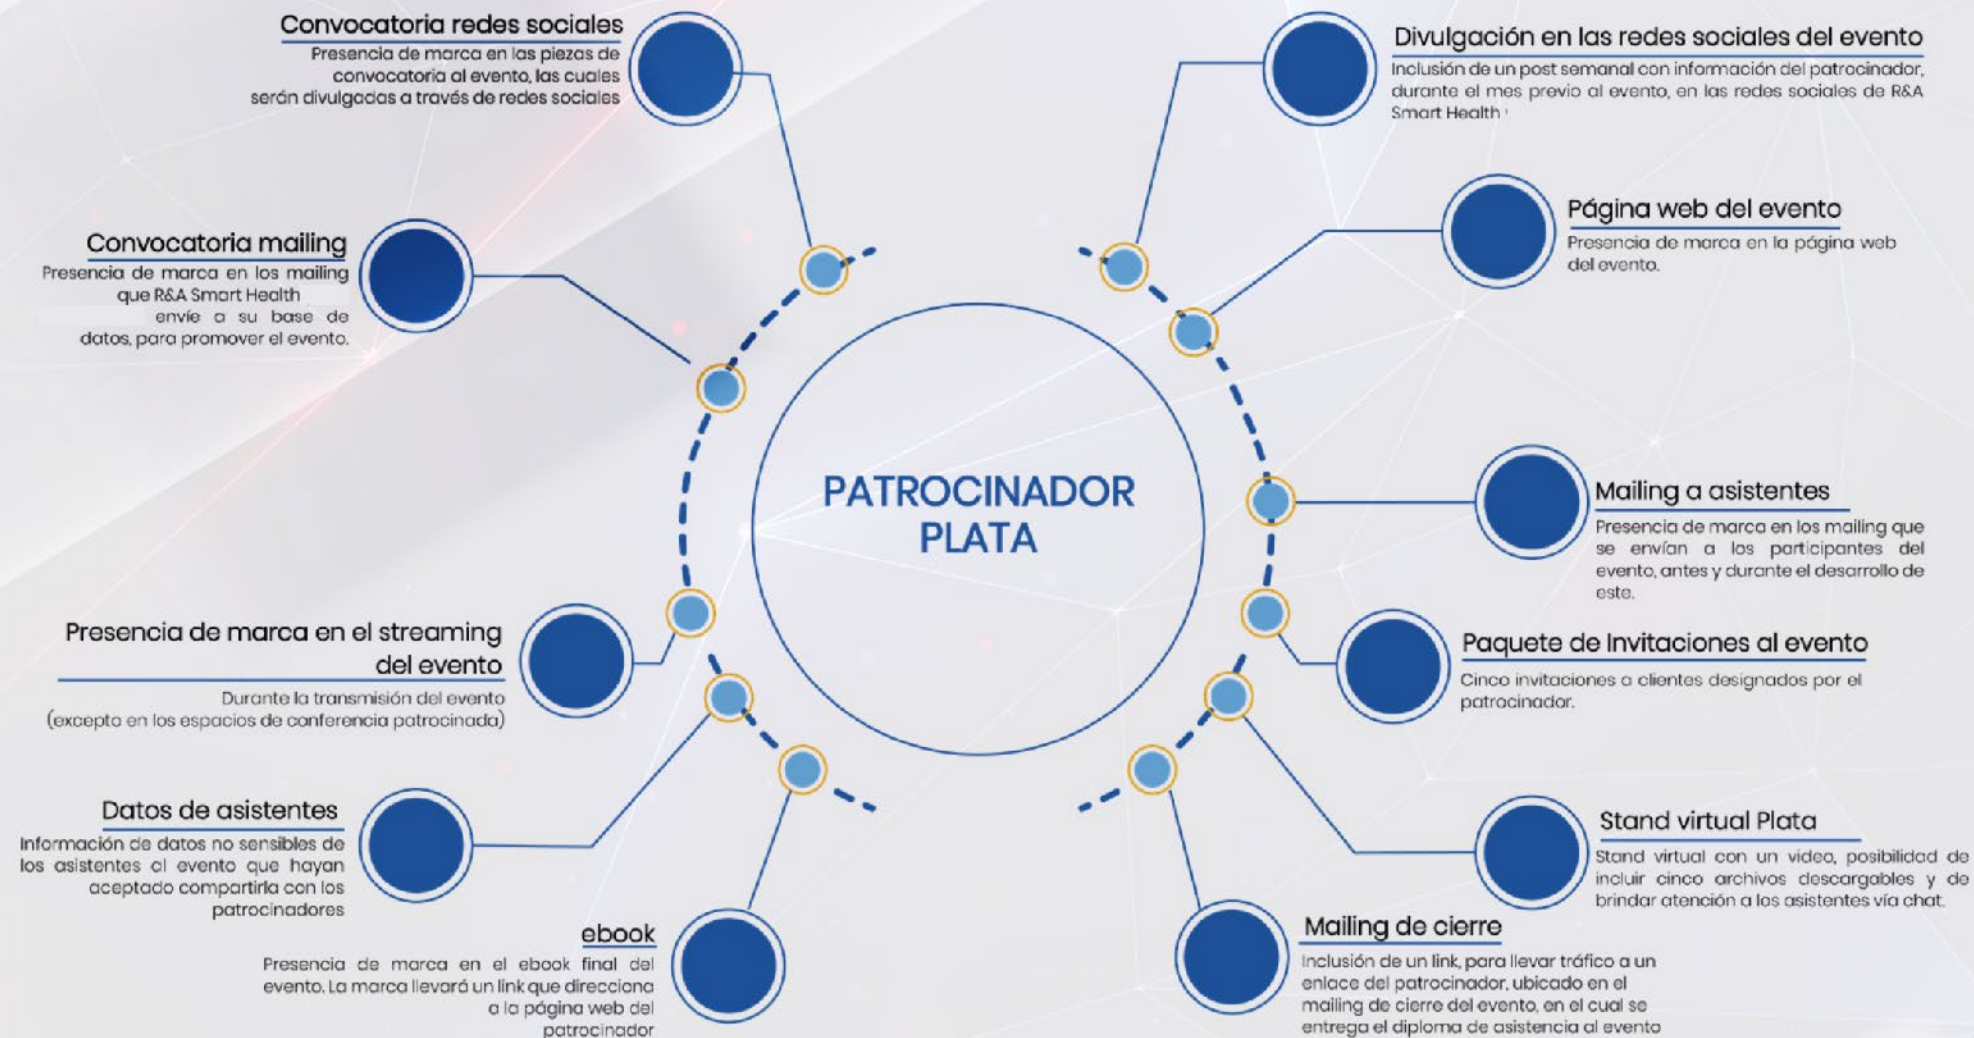 Convocatoria redes sociales
Presencia de marca en las piezas de
convocatoria al evento, las cuales
serán divulgadas a través de redes sociales
Convocatoria mailing
Presencia de marca en los mailing
que R&A Smart Health
envíe a su base de
datos, para promover el evento.
Presencia de marca en el streaming
del evento
Durante la transmisión del evento
(excepto en los espacios de conferencia patrocinada)
Datos de asistentes
Información de datos no sensibles de
los asistentes al evento que hayan
aceptado compartirla con los
patrocinadores
ebook
Presencia de marca en el ebook final del
evento. La marca llevará un link que direcciona
a la página web del
patrocinador
PATROCINADOR
PLATA
Divulgación en las redes sociales del evento
Inclusión de un post semanal con información del patrocinador,
durante el mes previo al evento, en las redes sociales de R&A
Smart Health
Página web del evento
Presencia de marca en la página web
del evento.
Mailing a asistentes
Presencia de marca en los mailing que
se envían a los participantes del
evento, antes y durante el desarrollo de
este.
Paquete de Invitaciones al evento
Cinco invitaciones a clientes designados por el
patrocinador.
Stand virtual Plata
Stand virtual con un video, posibilidad de
incluir cinco archivos descargables y de
brindar atención a los asistentes vía chat.
Mailing de cierre
Inclusión de un link, para llevar tráfico a un
enlace del patrocinador, ubicado en el
mailing de cierre del evento, en el cual se
entrega el diploma de asistencia al evento